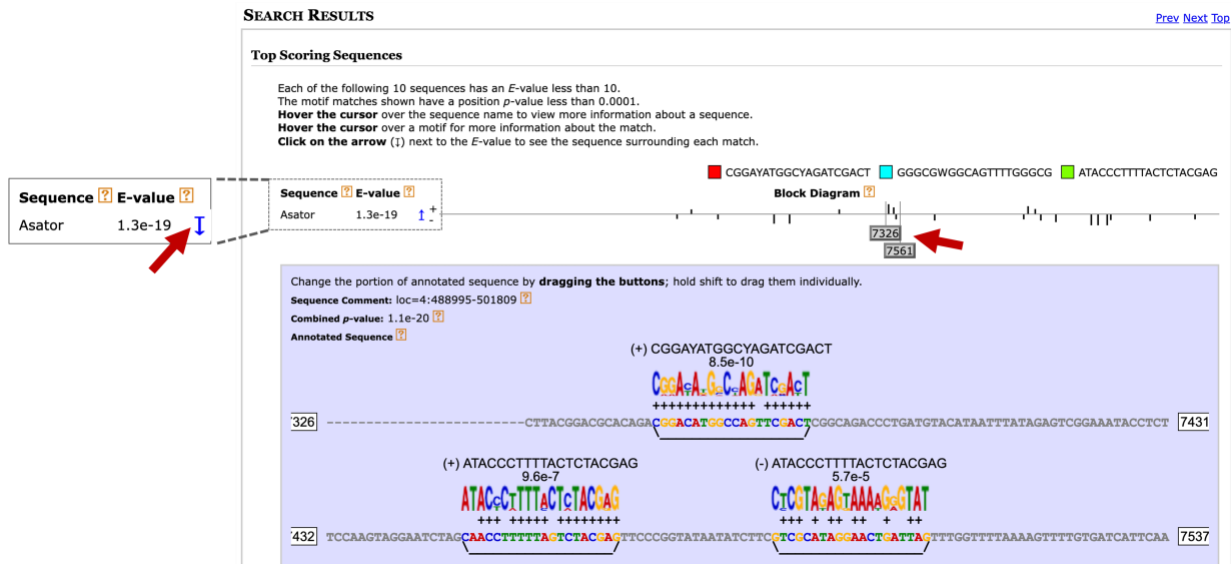 SEARCH RESULTS
Prev Next Top
Top Scoring Sequences
Each of the following 10 sequences has an E-value less than 10.
The motif matches shown have a position p-value less than 0.0001.
Hover the cursor over the sequence name to view more information about a sequence.
Hover the cursor over a motif for more information about the match.
Click on the arrow (↧) next to the E-value to see the sequence surrounding each match.
CGGAYATGGCYAGATCGACT GGGCGWGGCAGTTTTGGGCG ATACCCTTTTACTCTACGAG
Sequence ? E-value ?
Asator 1.3e-19 ↧
Sequence ? E-value ? Block Diagram ?
Asator 1.3e-19 ↥ + -
7326
7561
Change the portion of annotated sequence by dragging the buttons; hold shift to drag them individually.
Sequence Comment: loc=4:488995-501809 ?
Combined p-value: 1.1e-20 ?
Annotated Sequence ?
(+) CGGAYATGGCYAGATCGACT
8.5e-10
+++++++++++++ ++++++
7326 ------------------------CTTACGGACGCACAGACGGACATGGCCAGTTCGACTCGGCAGACCCTGATGTACATAATTTATAGAGTCGGAAATACCTCT 7431
(+) ATACCCTTTTACTCTACGAG (-) ATACCCTTTTACTCTACGAG
9.6e-7 5.7e-5
+++ +++++ ++++++++ +++ + ++ ++ + ++
7432 TCCAAGTAGGAATCTAGCAACCTTTTTAGTCTACGAGTTCCCGGTATAATATCTTCGTCGCATAGGAACTGATTAGTTTGGTTTTAAAAGTTTTGTGATCATTCAA 7537